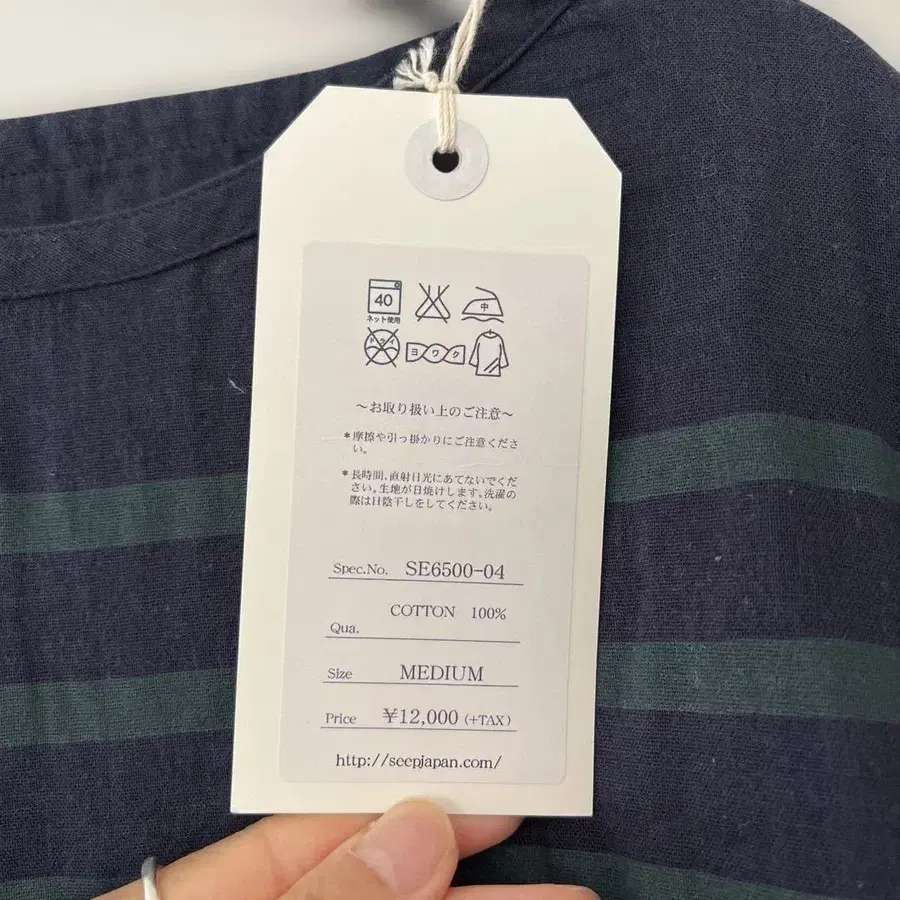 40
中
ネット使用
ドライ
ヨワク
～お取り扱い上のご注意～
*摩擦や引っ掛かりにご注意くださ
い。
*長時間、直射日光にあてないでくだ
さい。生地が日焼けします。洗濯の
際は日陰干しをしてください。
Spec.No. SE6500-04
COTTON 100%
Qua.
Size MEDIUM
Price ¥12,000 (+TAX)
http://seepjapan.com/